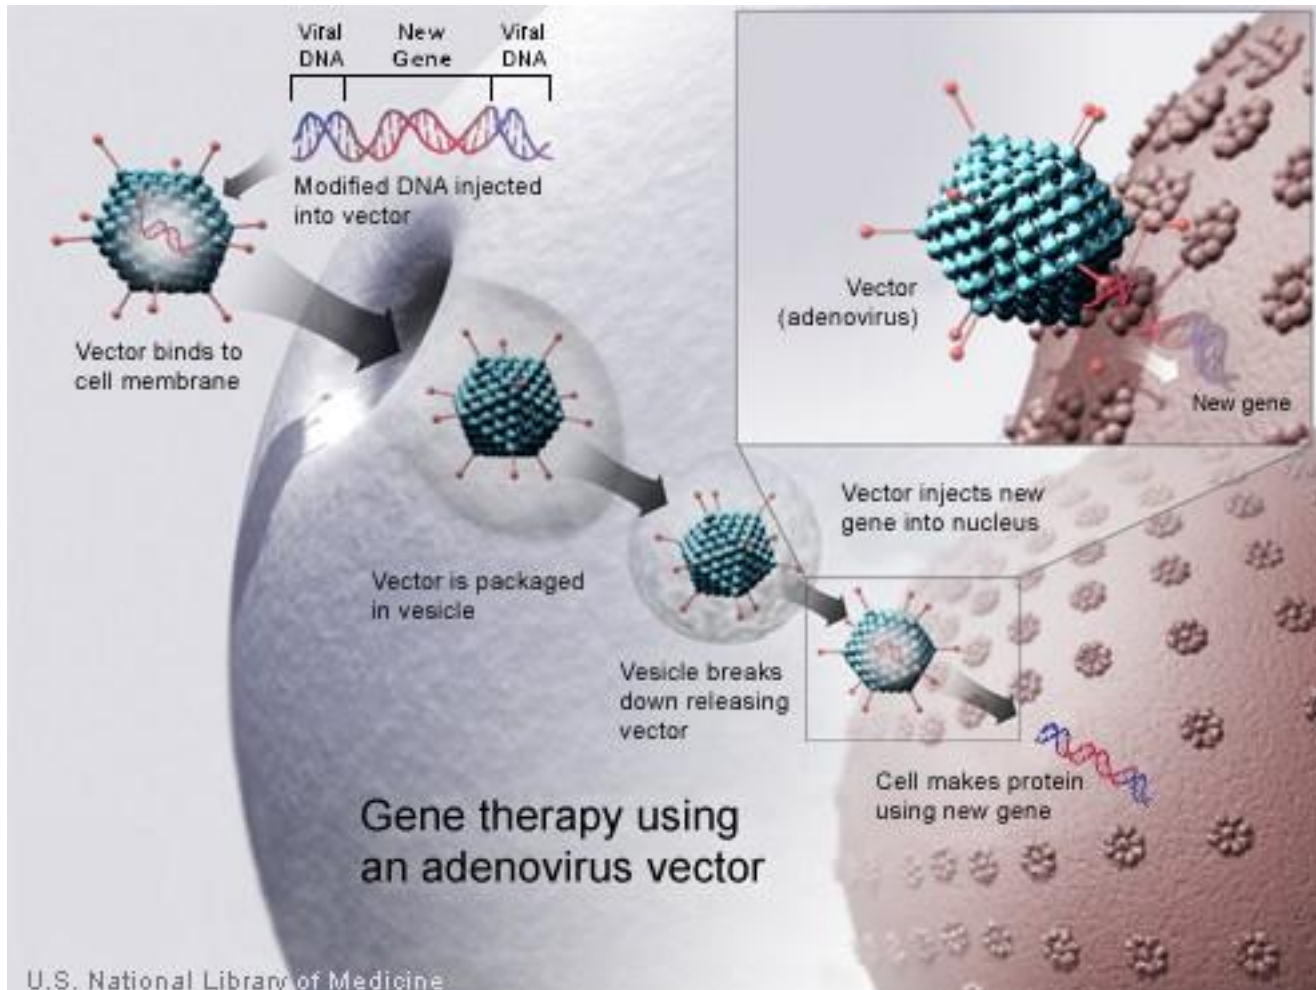 Viral DNA
New Gene
Viral DNA
Modified DNA injected
into vector
Vector binds to
cell membrane
Vector is packaged
in vesicle
Vesicle breaks
down releasing
vector
Vector
(adenovirus)
New gene
Vector injects new
gene into nucleus
Cell makes protein
using new gene
Gene therapy using
an adenovirus vector
U.S. National Library of Medicine